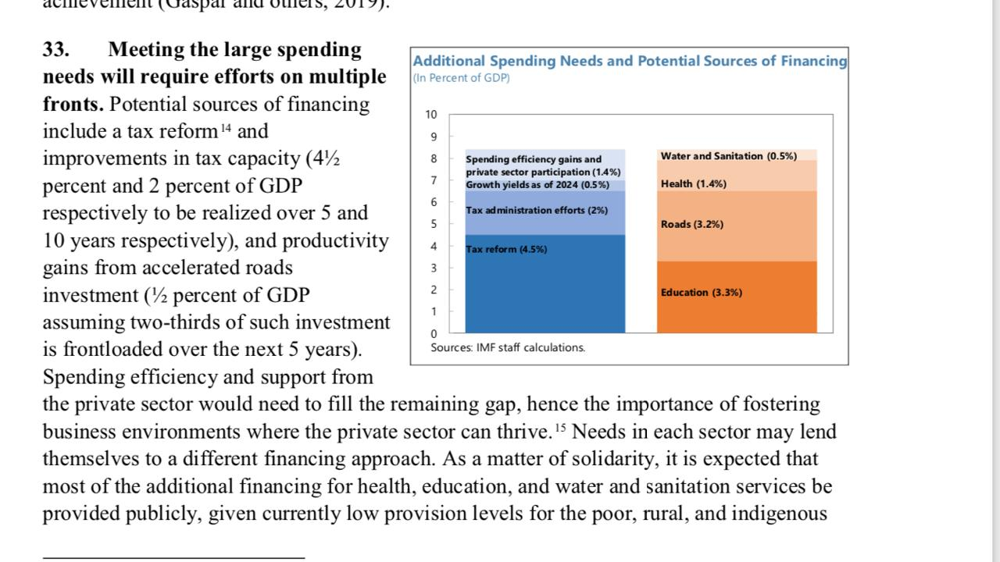 achievement (Gaspar and others, 2019).
33. Meeting the large spending
needs will require efforts on multiple
fronts. Potential sources of financing
include a tax reform14 and
improvements in tax capacity (4½
percent and 2 percent of GDP
respectively to be realized over 5 and
10 years respectively), and productivity
gains from accelerated roads
investment (½ percent of GDP
assuming two-thirds of such investment
is frontloaded over the next 5 years).
Spending efficiency and support from
the private sector would need to fill the remaining gap, hence the importance of fostering
business environments where the private sector can thrive.15 Needs in each sector may lend
themselves to a different financing approach. As a matter of solidarity, it is expected that
most of the additional financing for health, education, and water and sanitation services be
provided publicly, given currently low provision levels for the poor, rural, and indigenous
Additional Spending Needs and Potential Sources of Financing
(In Percent of GDP)
10
9
8
7
6
5
4
3
2
1
0
Spending efficiency gains and
private sector participation (1.4%)
Growth yields as of 2024 (0.5%)
Tax administration efforts (2%)
Tax reform (4.5%)
Water and Sanitation (0.5%)
Health (1.4%)
Roads (3.2%)
Education (3.3%)
Sources: IMF staff calculations.